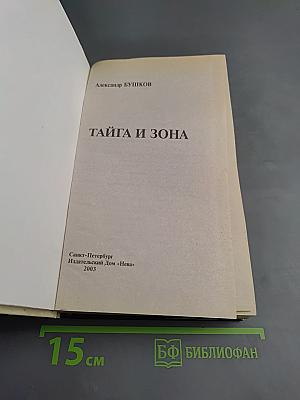 Александр БУШКОВ
ТАЙГА И ЗОНА
Санкт-Петербург
Издательский Дом «Нева»
2003
15 см
БФ БИБЛИОФАН